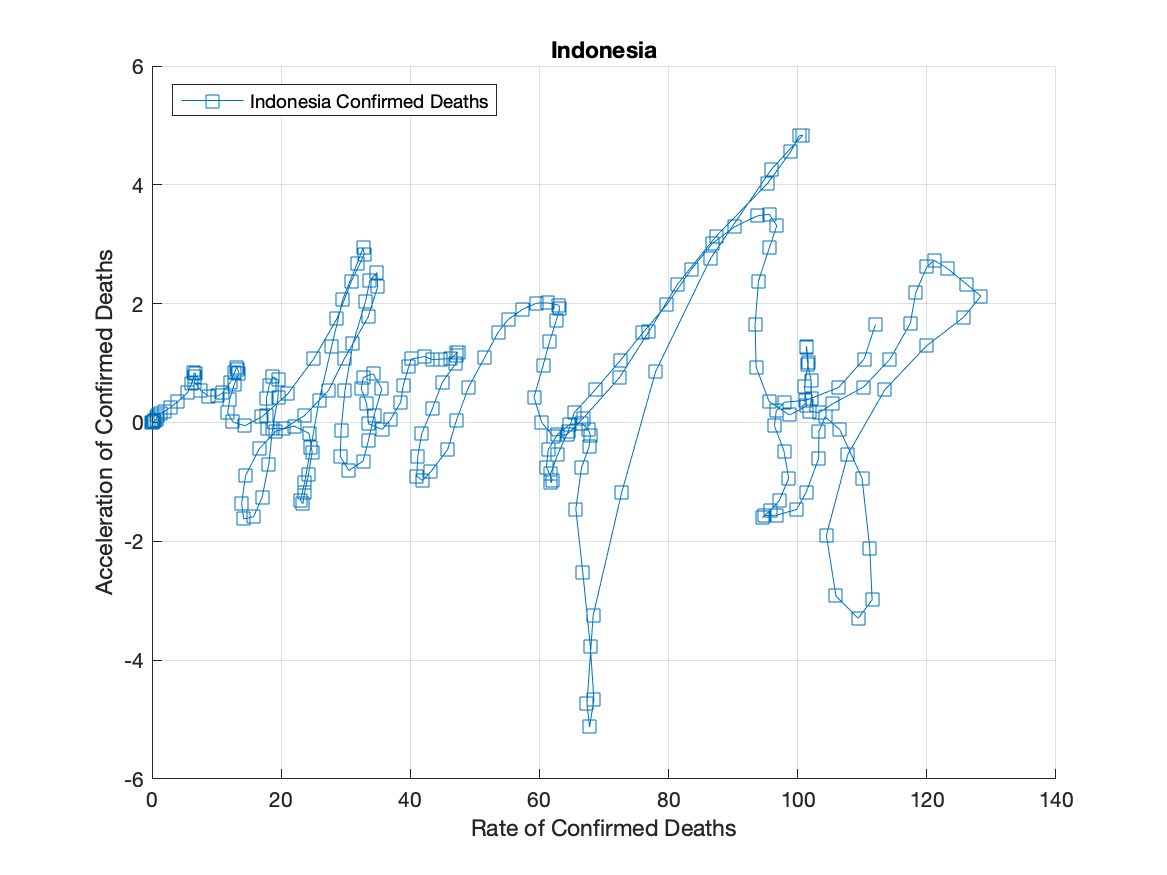 Indonesia
Indonesia Confirmed Deaths
6
4
2
0
-2
-4
-6
Acceleration of Confirmed Deaths
0 20 40 60 80 100 120 140
Rate of Confirmed Deaths